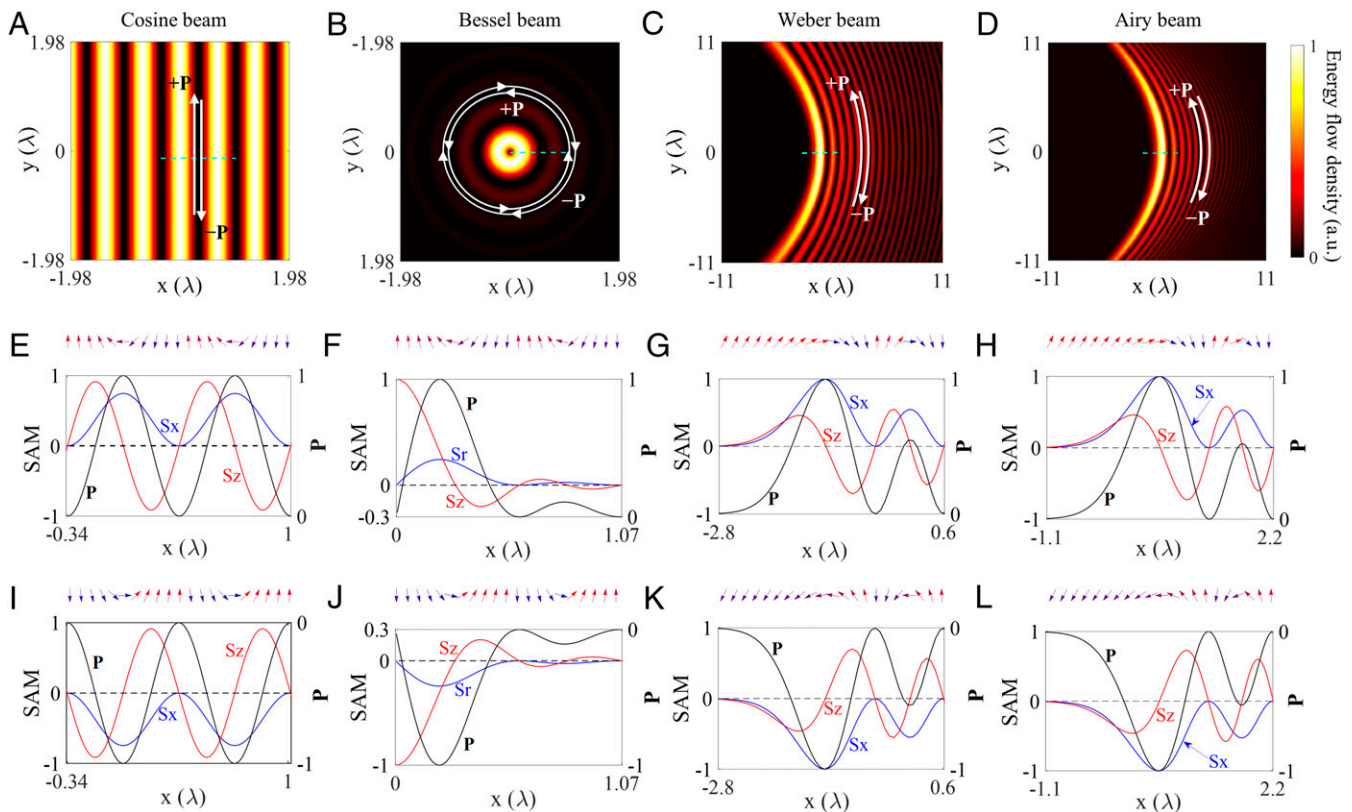 A Cosine beam
1.98
y (λ)
0
-1.98
-1.98 1.98
x (λ)
+P
−P
B Bessel beam
-1.98
y (λ)
0
1.98
-1.98 1.98
x (λ)
+P
−P
C Weber beam
11
y (λ)
0
-11
-11 11
x (λ)
+P
−P
D Airy beam
11
y (λ)
0
-11
-11 11
x (λ)
+P
−P
1
0
Energy flow density (a.u.)
E
1
0
-1
SAM
P
Sx
Sz
1
0
P
-0.34 1
x (λ)
F
1
0
-0.3
SAM
P
Sr
Sz
1
0
P
0 1.07
x (λ)
G
1
0
-1
SAM
P
Sx
Sz
1
0
P
-2.8 0.6
x (λ)
H
1
0
-1
SAM
P
Sx
Sz
1
0
P
-1.1 2.2
x (λ)
I
1
0
-1
SAM
P
Sz
Sx
0
-1
P
-0.34 1
x (λ)
J
0.3
0
-1
SAM
Sz
Sr
P
0
-1
P
0 1.07
x (λ)
K
1
0
-1
SAM
P
Sz
Sx
0
-1
P
-2.8 0.6
x (λ)
L
1
0
-1
SAM
P
Sz
Sx
0
-1
P
-1.1 2.2
x (λ)